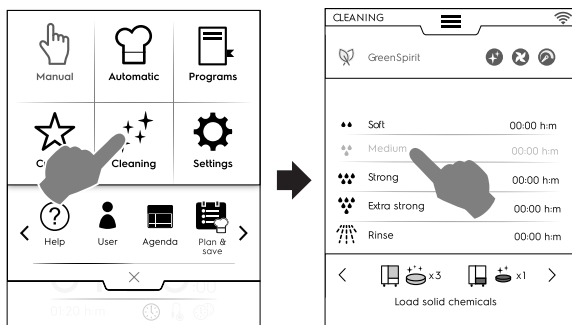 Manual Automatic Programs
Cleaning Settings
Help User Agenda Plan &
save
01:20 h:m
CLEANING
GreenSpirit
Soft 00:00 h:m
Medium 00:00 h:m
Strong 00:00 h:m
Extra strong 00:00 h:m
Rinse 00:00 h:m
x3 x1
Load solid chemicals